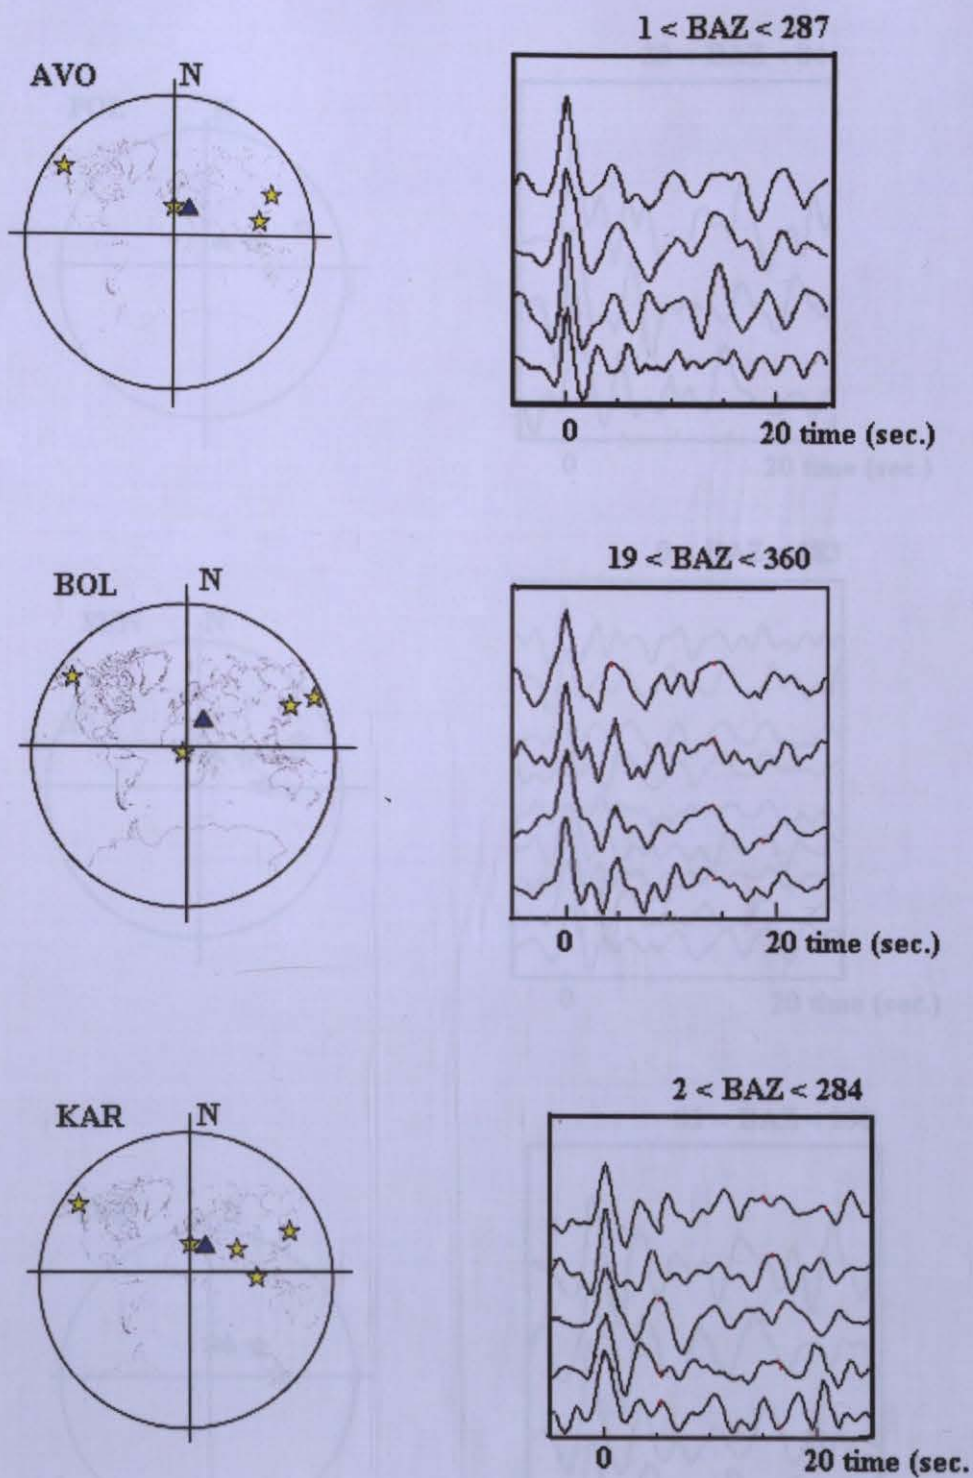 1 < BAZ < 287
AVO N
0 20 time (sec.)
19 < BAZ < 360
BOL N
0 20 time (sec.)
2 < BAZ < 284
KAR N
0 20 time (sec.